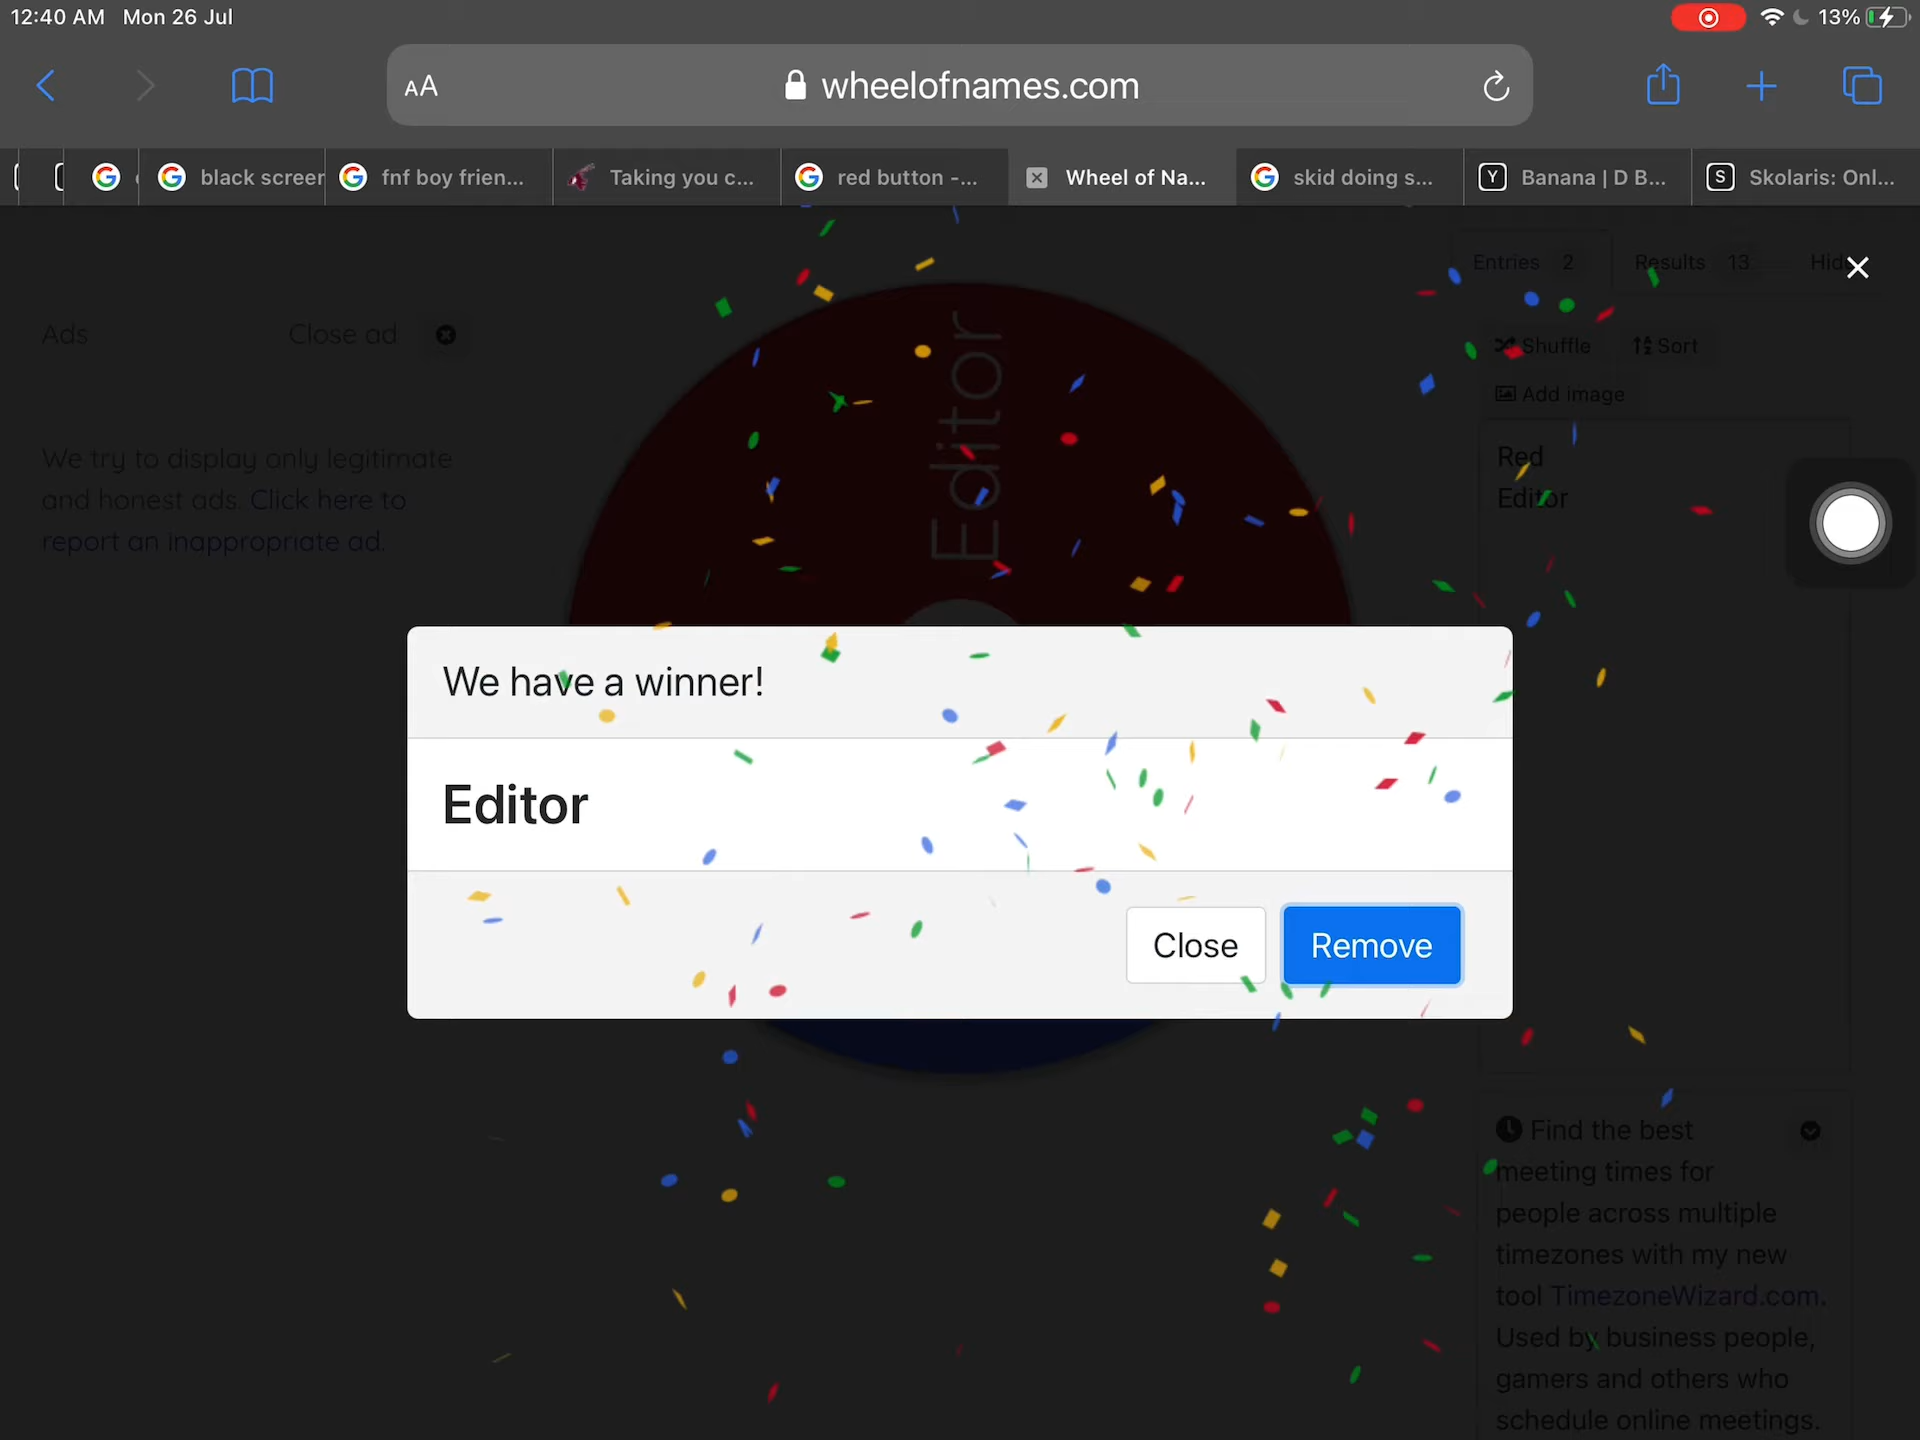 12:40 AM Mon 26 Jul
13%
AA
wheelofnames.com
black screen
fnf boy frien...
Taking you c...
red button -...
Wheel of Na...
skid doing s...
Y Banana | D B...
S Skolaris: Onl...
Entries 2 Results 13 Hide
Ads Close ad
Shuffle Sort
Add image
Editor
We try to display only legitimate
and honest ads. Click here to
report an inappropriate ad.
Red
Editor
We have a winner!
Editor
Close Remove
Find the best
meeting times for
people across multiple
timezones with my new
tool TimezoneWizard.com.
Used by business people,
gamers and others who
schedule online meetings.